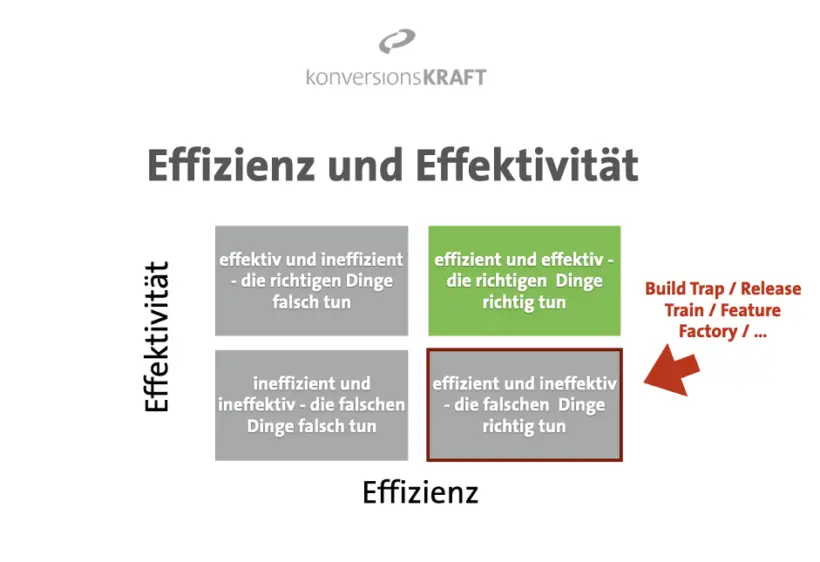 konversionsKRAFT
Effizienz und Effektivität
Effektivität
effektiv und ineffizient
- die richtigen Dinge
falsch tun
effizient und effektiv -
die richtigen Dinge
richtig tun
Build Trap / Release
Train / Feature
Factory / ...
ineffizient und
ineffektiv - die falschen
Dinge falsch tun
effizient und ineffektiv
- die falschen Dinge
richtig tun
Effizienz